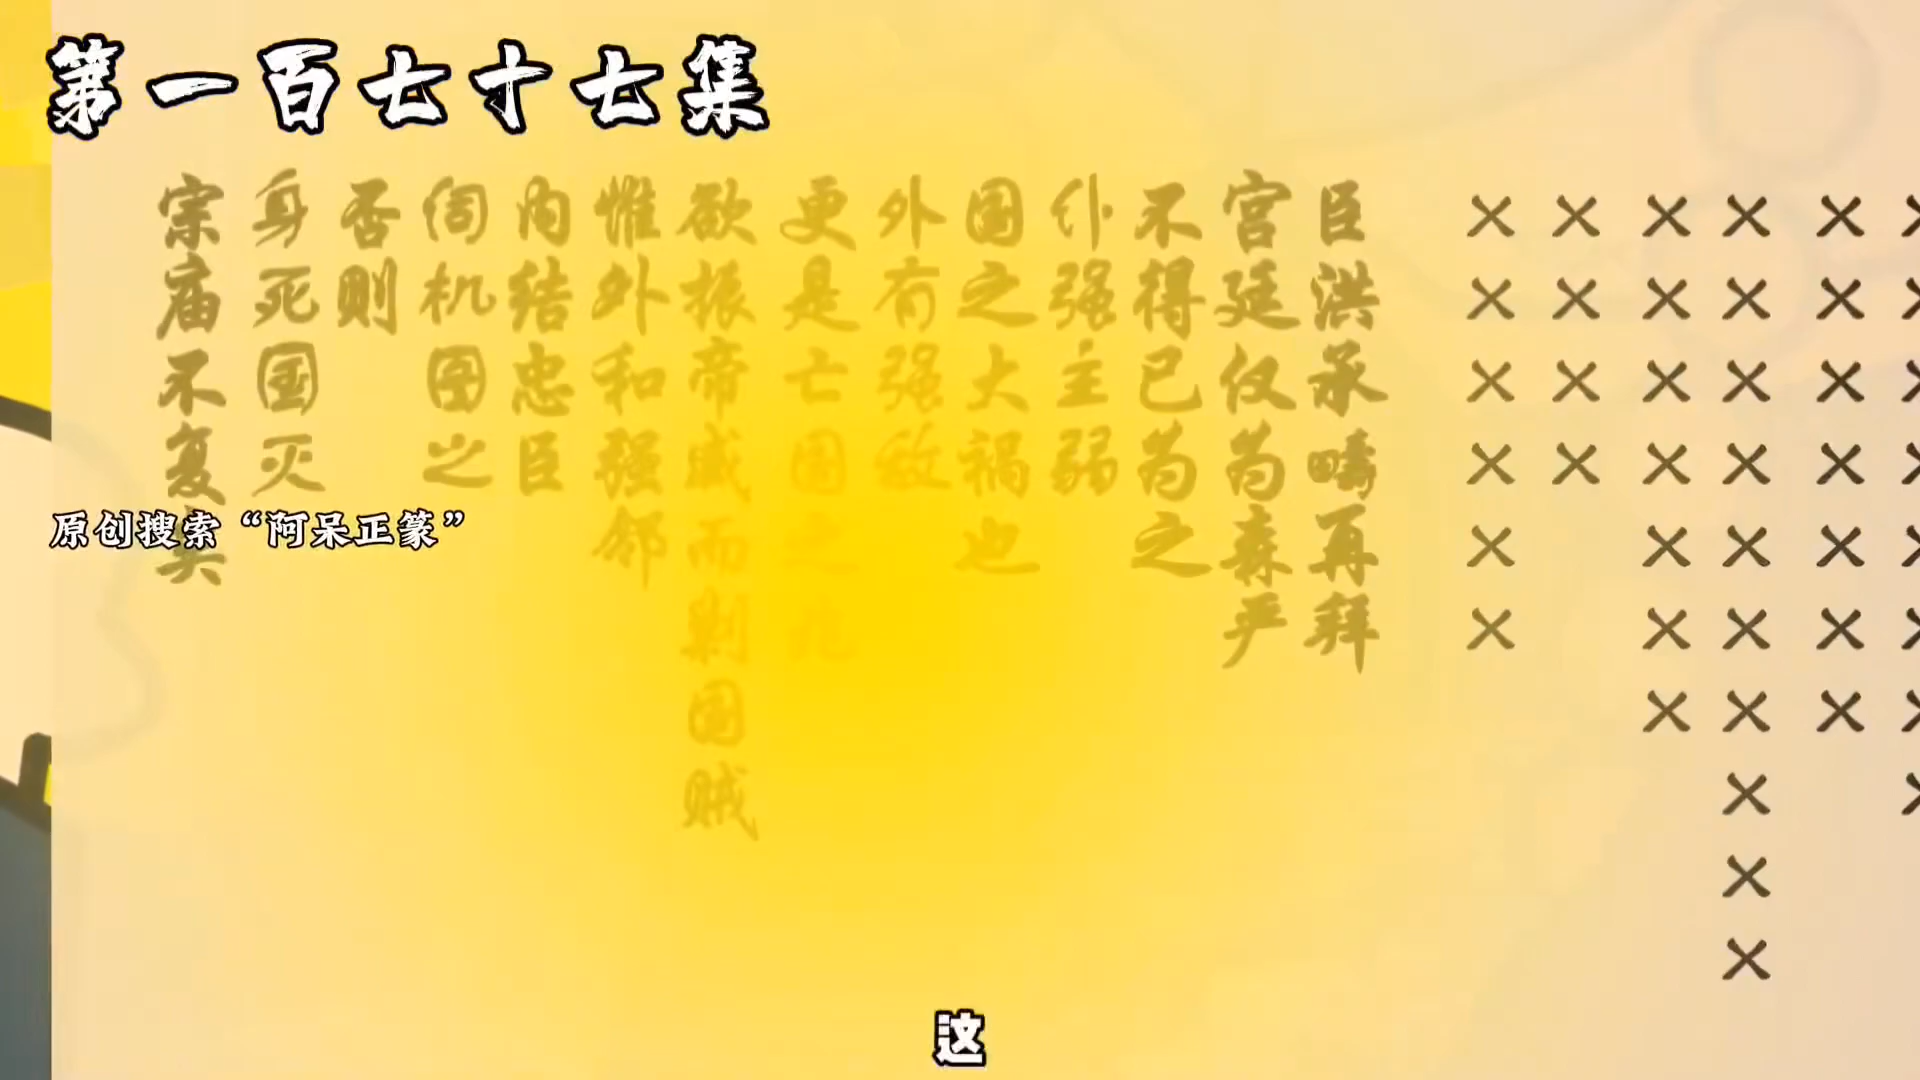 第一百七十七集
××××××××
×××××××
××××××××××
×××××××
××××
××××××
臣洪承畴再拜
宫廷仅为森严
不得已为之
仆强主弱
国之大祸也
外有强敌
更是亡国之兆
欲振帝威而剿国贼
惟外和强邻
内结忠臣
伺机图之
否则
身死国灭
宗庙不复矣
原创搜索“阿呆正篆”
这